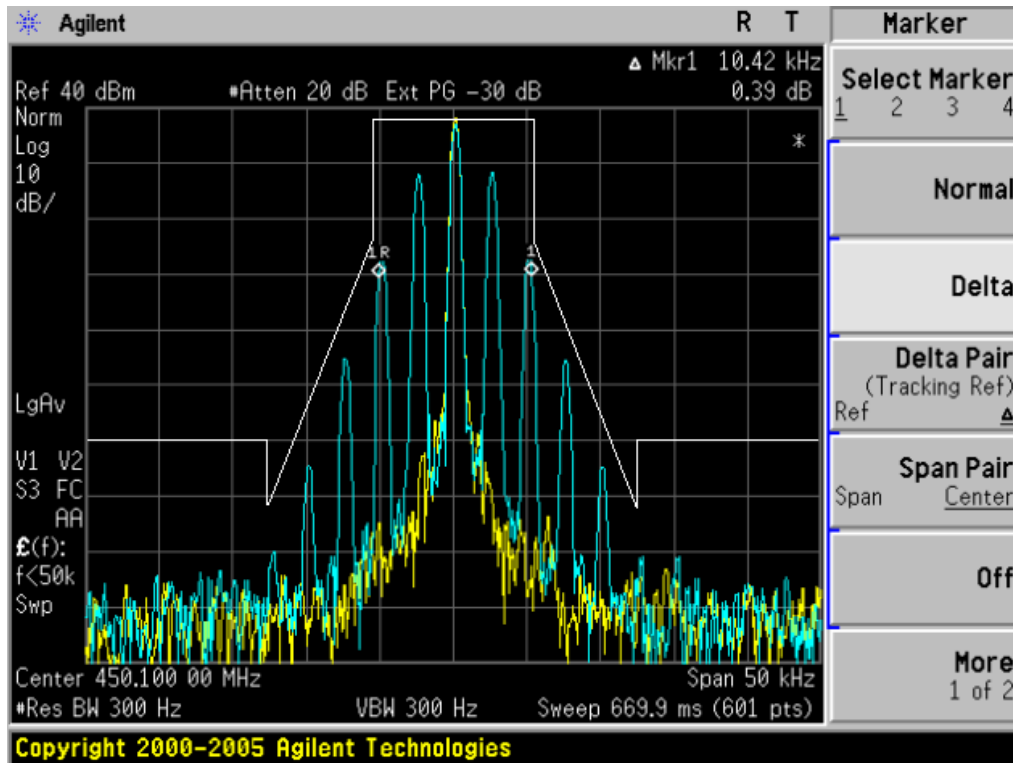 Agilent R T Marker
Δ Mkr1 10.42 kHz
Ref 40 dBm #Atten 20 dB Ext PG -30 dB 0.39 dB
Norm
Log
10
dB/
*
1R
1
LgAv
V1 V2
S3 FC
AA
£(f):
f<50k
Swp
Center 450.100 00 MHz Span 50 kHz
#Res BW 300 Hz VBW 300 Hz Sweep 669.9 ms (601 pts)
Copyright 2000-2005 Agilent Technologies
Select Marker
1 2 3 4
Normal
Delta
Delta Pair
(Tracking Ref)
Ref Δ
Span Pair
Span Center
Off
More
1 of 2